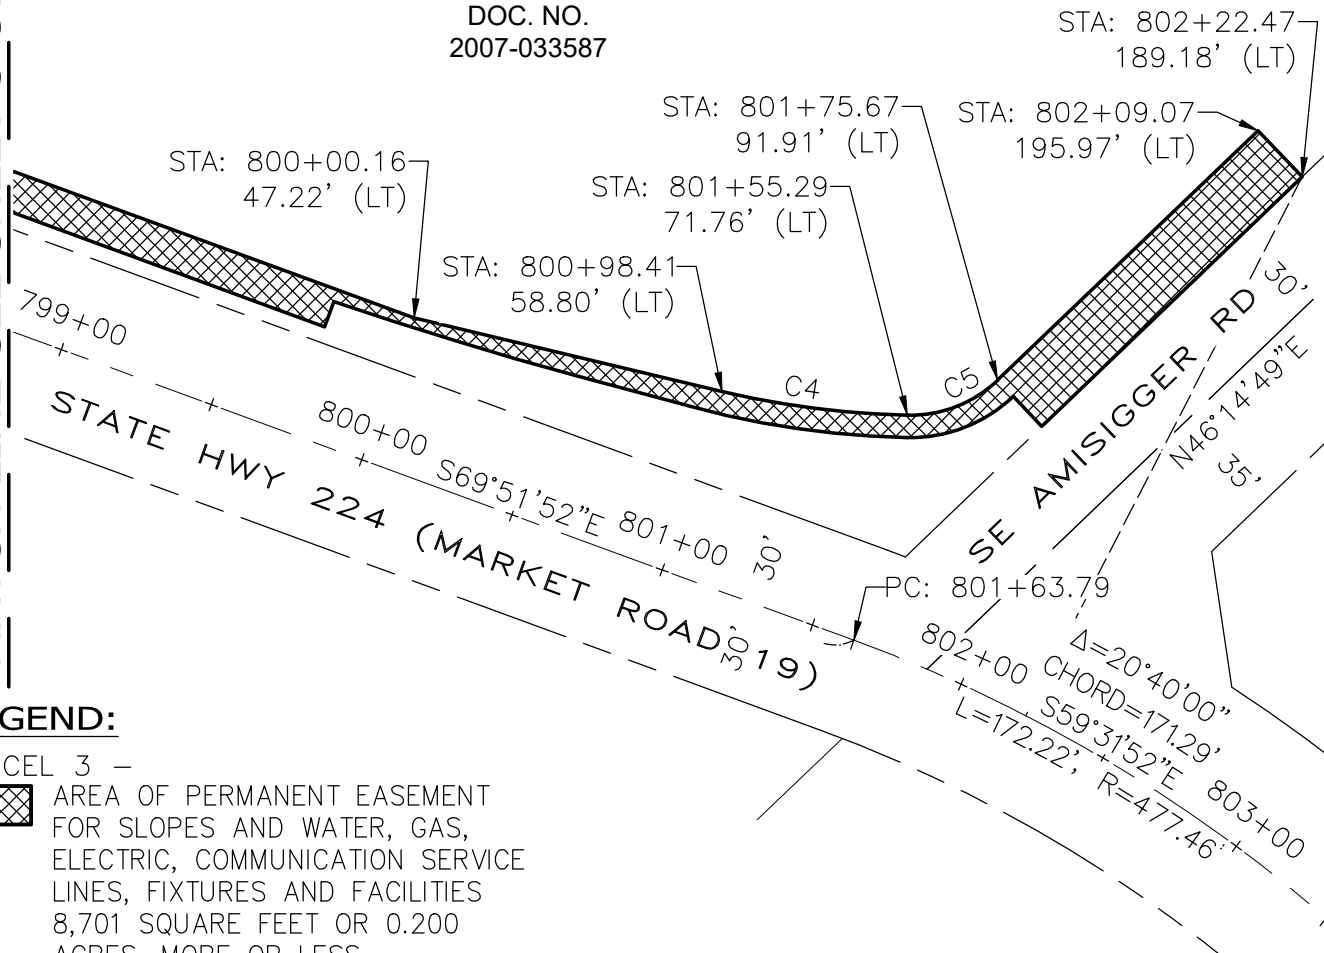 DOC. NO.
2007-033587
STA: 802+22.47
189.18' (LT)
STA: 801+75.67
91.91' (LT)
STA: 802+09.07
195.97' (LT)
STA: 800+00.16
47.22' (LT)
STA: 801+55.29
71.76' (LT)
STA: 800+98.41
58.80' (LT)
C4
C5
799+00
800+00
S69°51'52"E
801+00
30'
30'
STATE HWY 224 (MARKET ROAD 19)
SE AMISIGGER RD
30'
N46°14'49"E
35'
PC: 801+63.79
802+00
Δ=20°40'00"
CHORD=171.29'
S59°31'52"E
L=172.22', R=477.46'
803+00
GEND:
CEL 3 –
AREA OF PERMANENT EASEMENT
FOR SLOPES AND WATER, GAS,
ELECTRIC, COMMUNICATION SERVICE
LINES, FIXTURES AND FACILITIES
8,701 SQUARE FEET OR 0.200
ACRES, MORE OR LESS